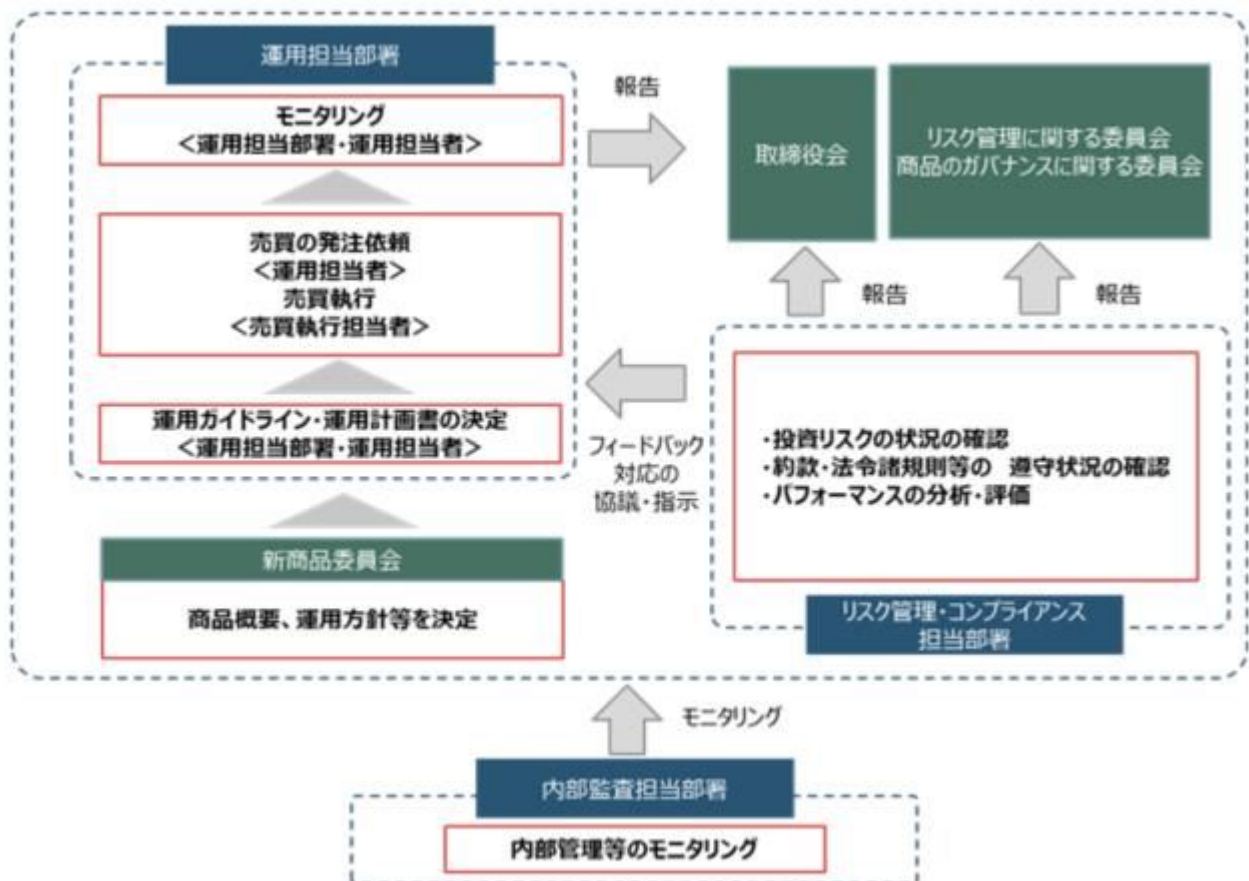 運用担当部署
モニタリング
<運用担当部署・運用担当者>
売買の発注依頼
<運用担当者>
売買執行
<売買執行担当者>
運用ガイドライン・運用計画書の決定
<運用担当部署・運用担当者>
新商品委員会
商品概要、運用方針等を決定
報告
取締役会
リスク管理に関する委員会
商品のガバナンスに関する委員会
報告
報告
フィードバック
対応の
協議・指示
・投資リスクの状況の確認
・約款・法令諸規則等の 遵守状況の確認
・パフォーマンスの分析・評価
リスク管理・コンプライアンス
担当部署
モニタリング
内部監査担当部署
内部管理等のモニタリング